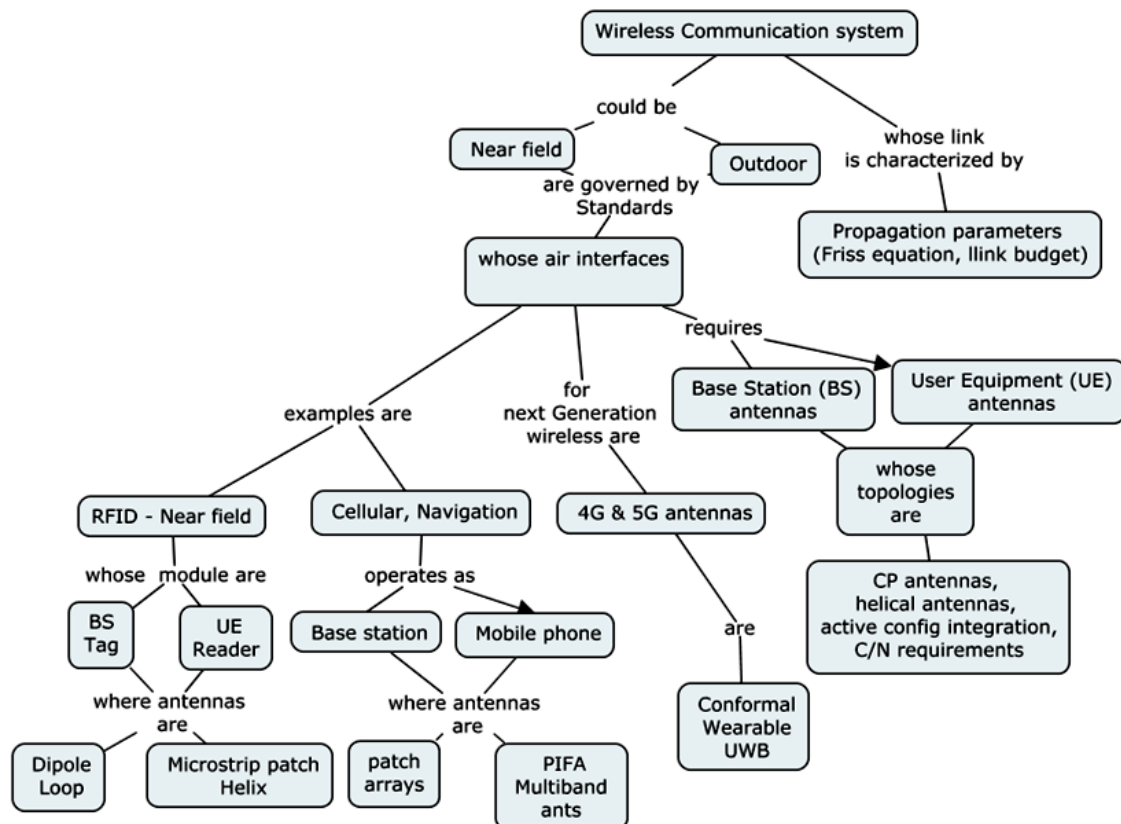 Wireless Communication system
could be
whose link
is characterized by
Near field
Outdoor
are governed by
Standards
Propagation parameters
(Friss equation, llink budget)
whose air interfaces
requires
for
next Generation
wireless are
examples are
Base Station (BS)
antennas
User Equipment (UE)
antennas
whose
topologies
are
RFID - Near field
Cellular, Navigation
4G & 5G antennas
whose module are
operates as
CP antennas,
helical antennas,
active config integration,
C/N requirements
BS
Tag
UE
Reader
Base station
Mobile phone
are
where antennas
are
where antennas
are
Conformal
Wearable
UWB
Dipole
Loop
Microstrip patch
Helix
patch
arrays
PIFA
Multiband
ants